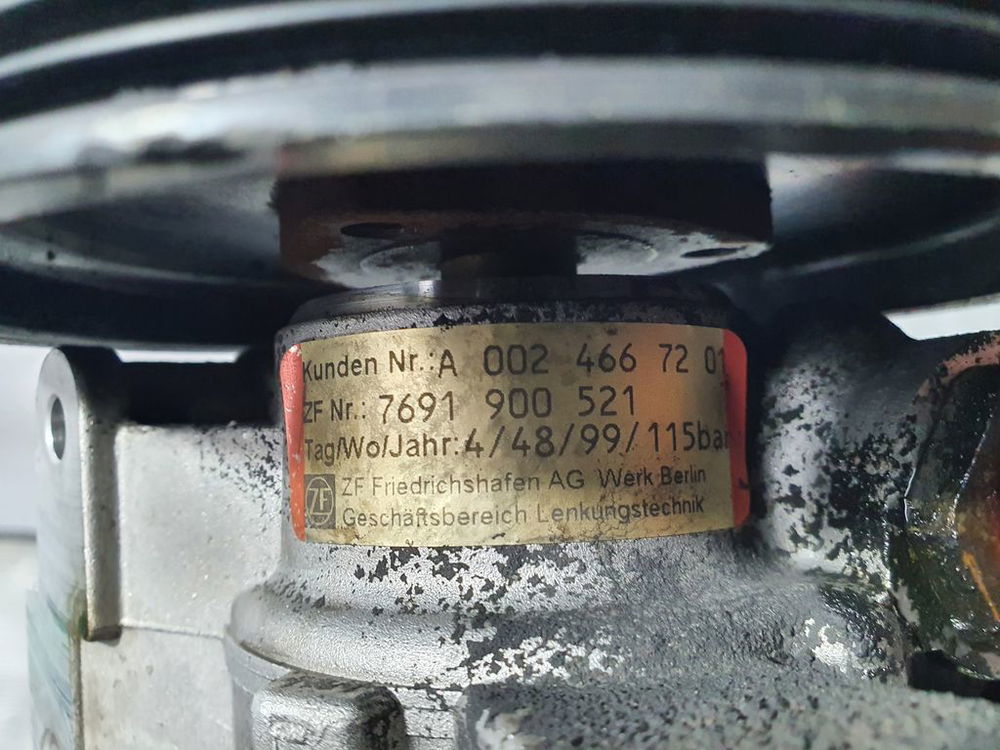 Kunden Nr.: A 002 466 72 01
ZF Nr.: 7691 900 521
Tag/Wo/Jahr: 4/48/99/115bar
ZF Friedrichshafen AG Werk Berlin
ZF Geschäftsbereich Lenkungstechnik